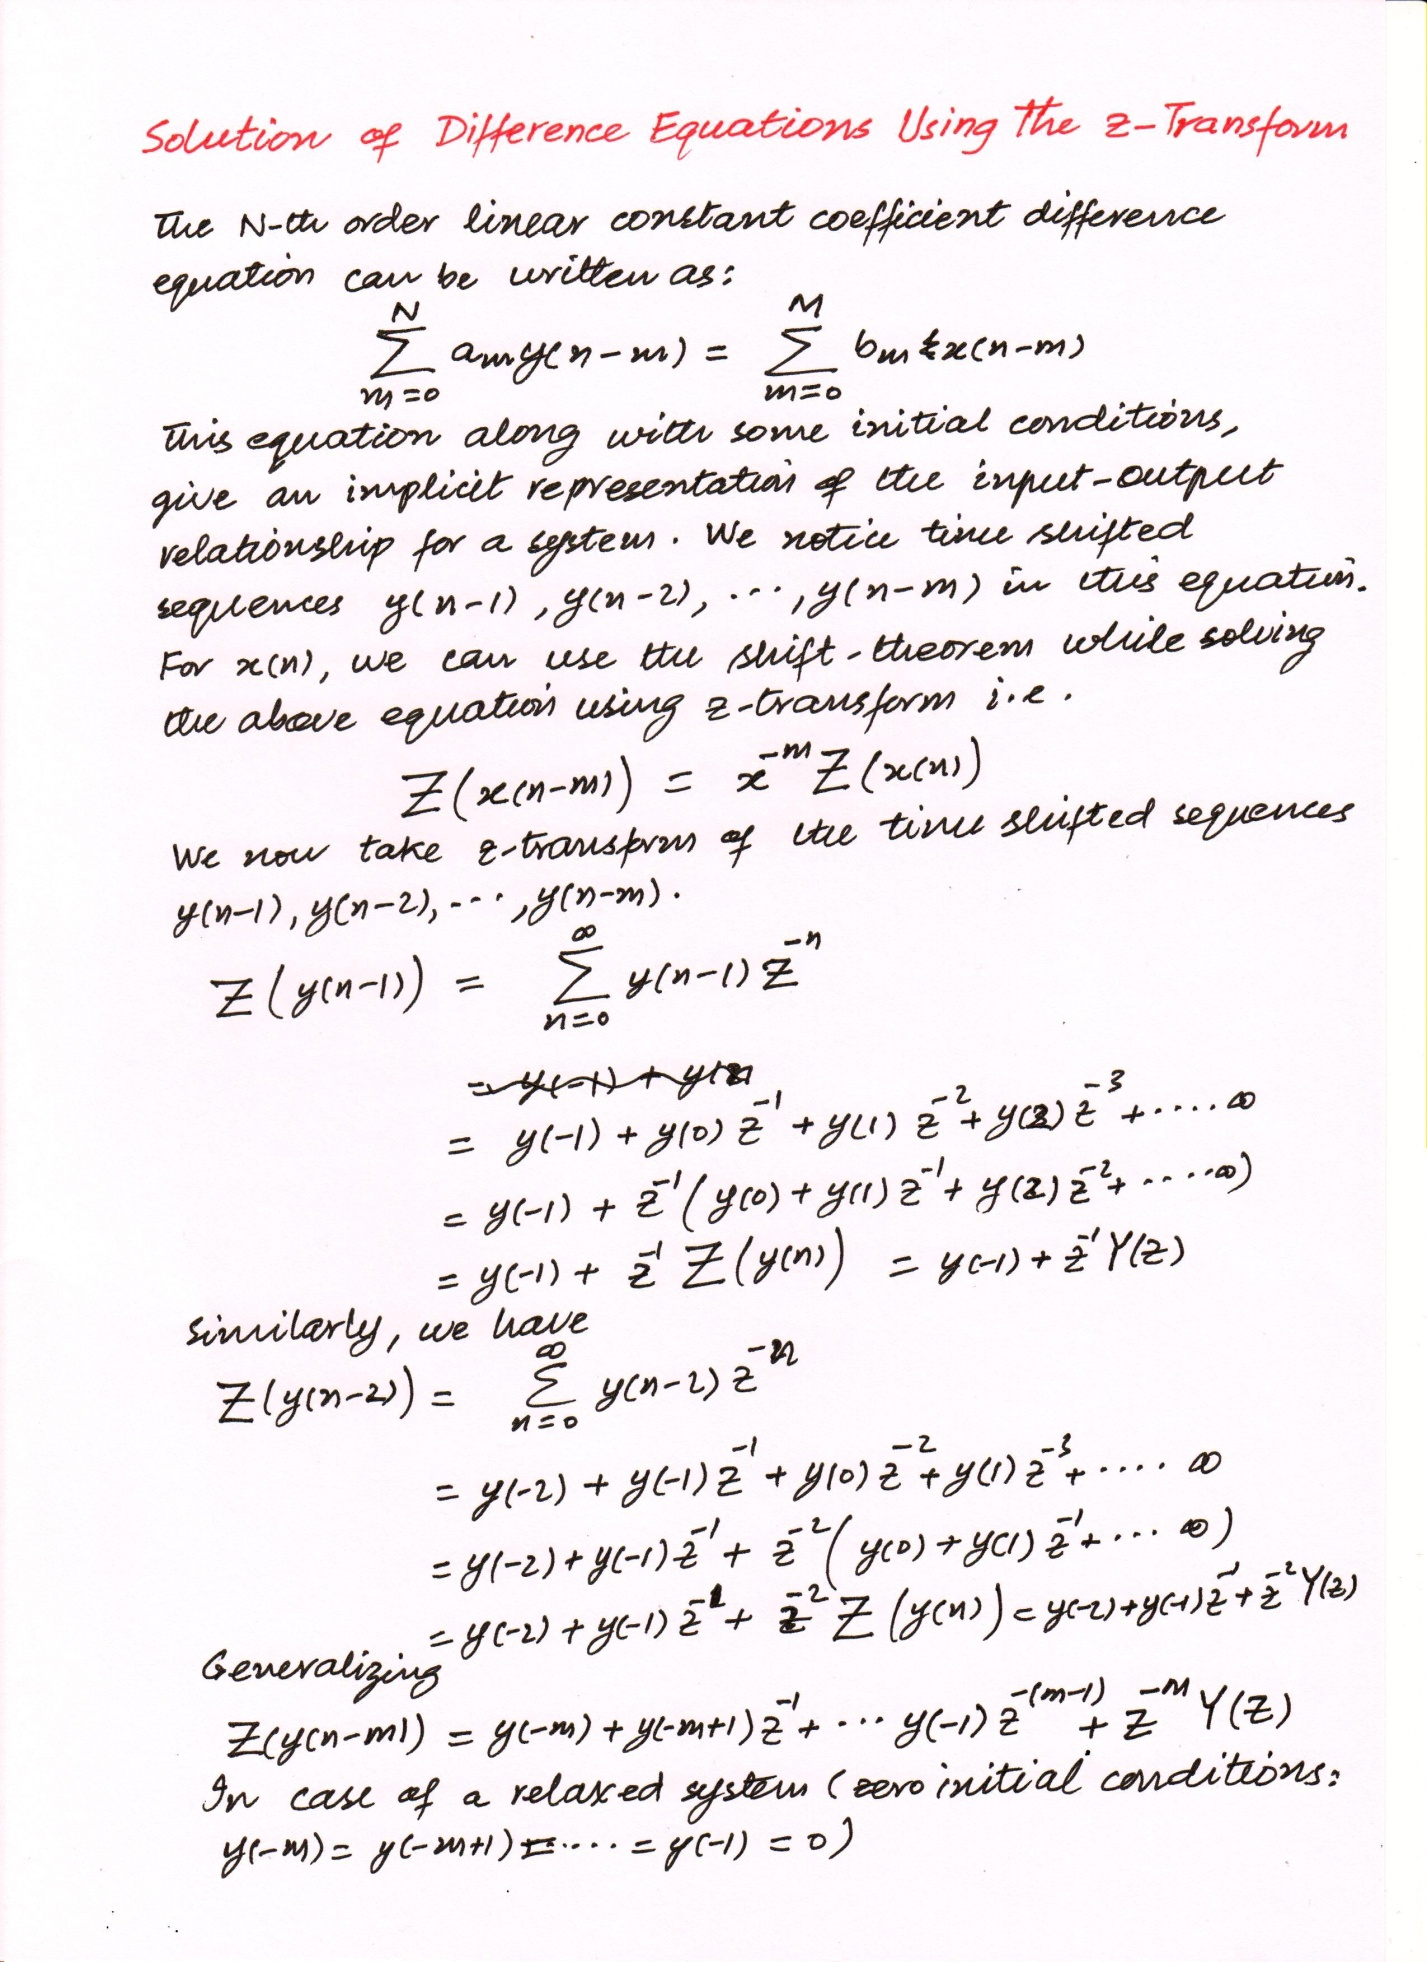 Solution of Difference Equations Using The z-Transform
The N-th order linear constant coefficient difference
equation can be written as:
N M
∑ aₘy(n-m) = ∑ bₘ x(n-m)
m=0 m=0
This equation along with some initial conditions,
give an implicit representation of the input-output
relationship for a system. We notice time shifted
sequences y(n-1), y(n-2), ..., y(n-m) in this equation.
For x(n), we can use the shift-theorem while solving
the above equation using z-transform i.e.
Z(x(n-m)) = x⁻ᵐ Z(x(n))
We now take z-transform of the time shifted sequences
y(n-1), y(n-2), ..., y(n-m).
∞
Z(y(n-1)) = ∑ y(n-1) z⁻ⁿ
n=0
= y(-1) + y(0) z⁻¹ + y(1) z⁻² + y(2) z⁻³ + ..... ∞
= y(-1) + z⁻¹ (y(0) + y(1) z⁻¹ + y(2) z⁻² + ..... ∞)
= y(-1) + z⁻¹ Z(y(n)) = y(-1) + z⁻¹ Y(z)
Similarly, we have
∞
Z(y(n-2)) = ∑ y(n-2) z⁻ⁿ
n=0
= y(-2) + y(-1) z⁻¹ + y(0) z⁻² + y(1) z⁻³ + ..... ∞
= y(-2) + y(-1) z⁻¹ + z⁻² (y(0) + y(1) z⁻¹ + ... ∞)
= y(-2) + y(-1) z⁻¹ + z⁻² Z(y(n)) = y(-2) + y(-1) z⁻¹ + z⁻² Y(z)
Generalizing
Z(y(n-m)) = y(-m) + y(-m+1) z⁻¹ + ... y(-1) z⁻⁽ᵐ⁻¹⁾ + z⁻ᵐ Y(z)
In case of a relaxed system (zero initial conditions:
y(-m) = y(-m+1) = ..... = y(-1) = 0)